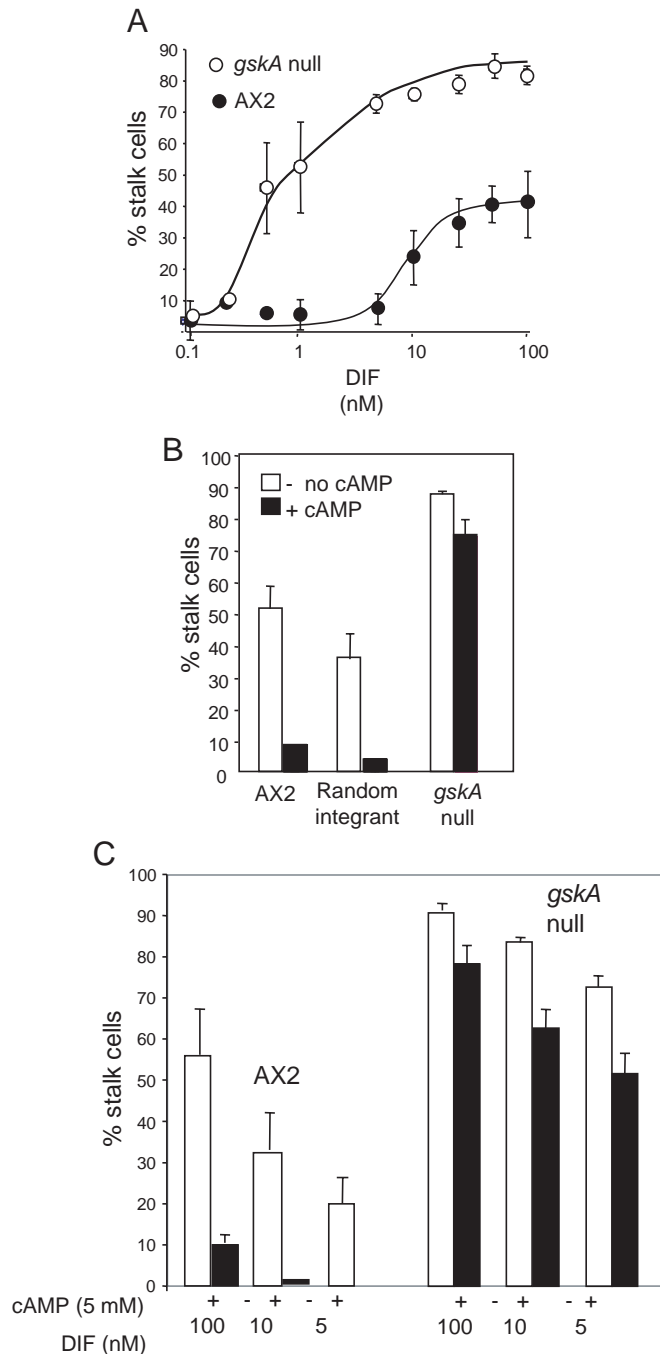 A
90
80
70
60
50
40
30
20
10
% stalk cells
gskA null
AX2
0.1 1 10 100
DIF
(nM)
B
100
90
80
70
60
50
40
30
20
10
0
% stalk cells
- no cAMP
+ cAMP
AX2 Random integrant gskA null
C
100
90
80
70
60
50
40
30
20
10
0
% stalk cells
AX2
gskA
null
cAMP (5 mM) + - + - + + - + - +
DIF (nM) 100 10 5 100 10 5